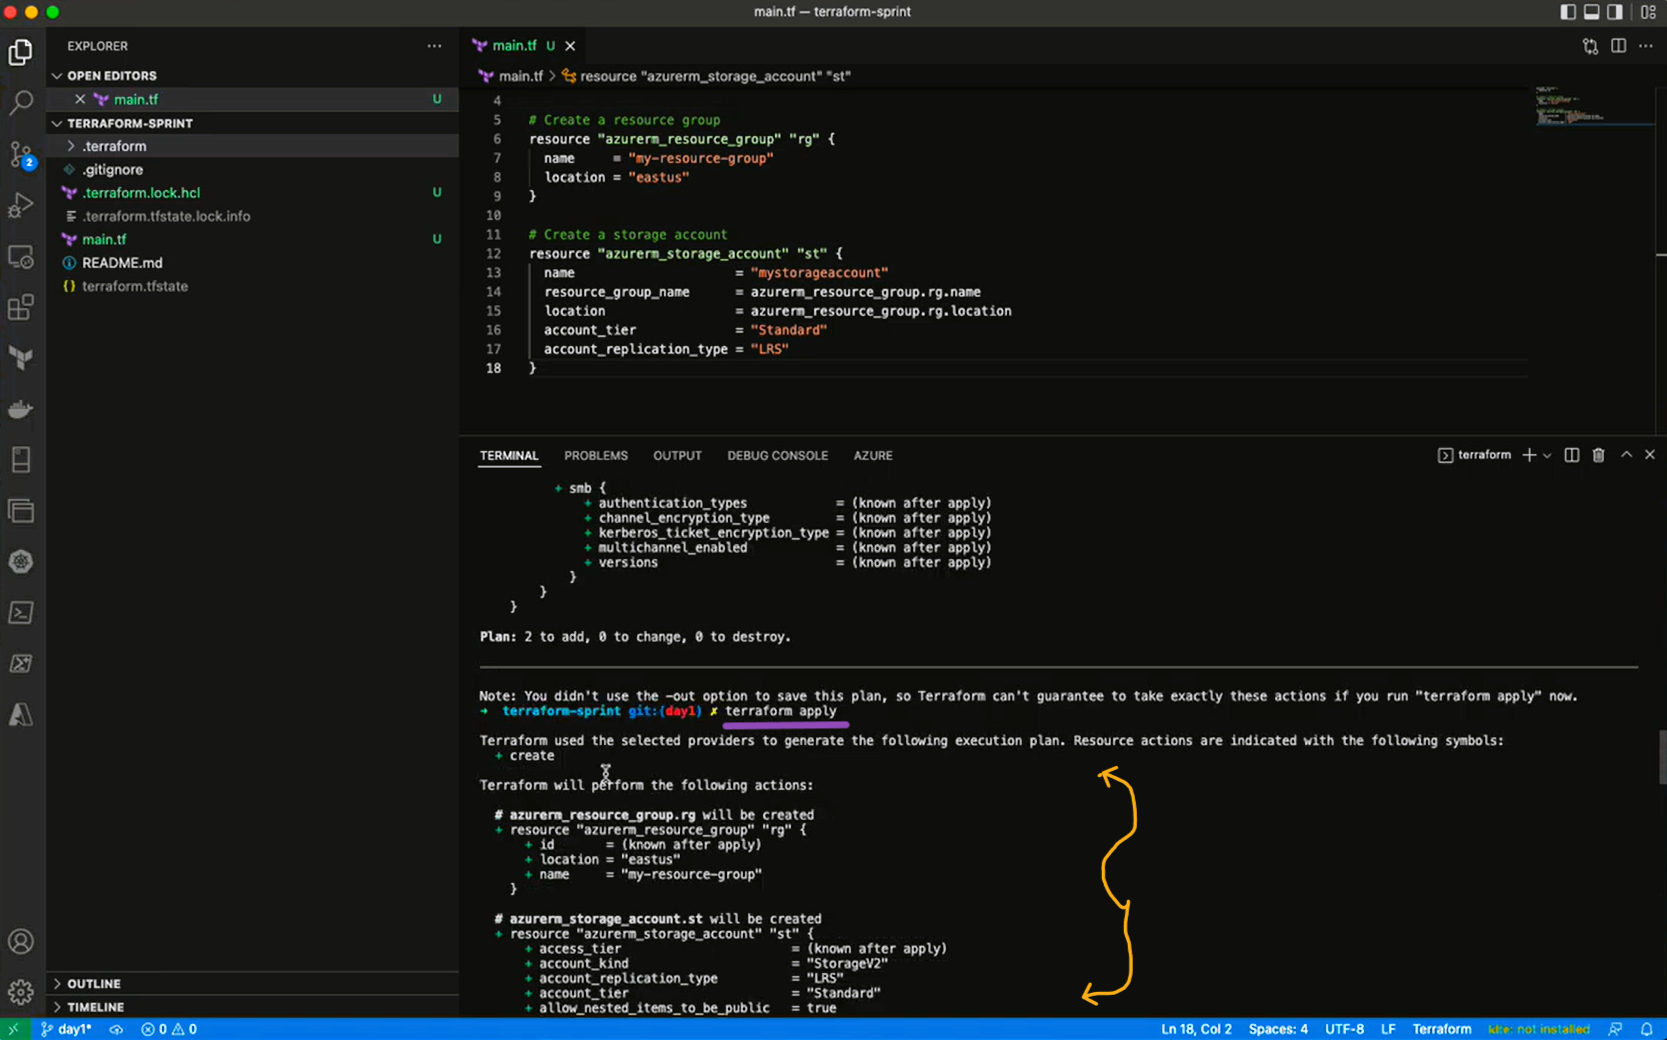 main.tf — terraform-sprint
EXPLORER
OPEN EDITORS
main.tf U
TERRAFORM-SPRINT
.terraform
.gitignore
.terraform.lock.hcl U
.terraform.tfstate.lock.info
main.tf U
README.md
terraform.tfstate
2
OUTLINE
TIMELINE
main.tf U
main.tf > resource "azurerm_storage_account" "st"
4
5 # Create a resource group
6 resource "azurerm_resource_group" "rg" {
7 name = "my-resource-group"
8 location = "eastus"
9 }
10
11 # Create a storage account
12 resource "azurerm_storage_account" "st" {
13 name = "mystorageaccount"
14 resource_group_name = azurerm_resource_group.rg.name
15 location = azurerm_resource_group.rg.location
16 account_tier = "Standard"
17 account_replication_type = "LRS"
18 }
TERMINAL PROBLEMS OUTPUT DEBUG CONSOLE AZURE
terraform
+ smb {
+ authentication_types = (known after apply)
+ channel_encryption_type = (known after apply)
+ kerberos_ticket_encryption_type = (known after apply)
+ multichannel_enabled = (known after apply)
+ versions = (known after apply)
}
}
}
Plan: 2 to add, 0 to change, 0 to destroy.
Note: You didn't use the -out option to save this plan, so Terraform can't guarantee to take exactly these actions if you run "terraform apply" now.
➜ terraform-sprint git:(day1) ✗ terraform apply
Terraform used the selected providers to generate the following execution plan. Resource actions are indicated with the following symbols:
+ create
Terraform will perform the following actions:
# azurerm_resource_group.rg will be created
+ resource "azurerm_resource_group" "rg" {
+ id = (known after apply)
+ location = "eastus"
+ name = "my-resource-group"
}
# azurerm_storage_account.st will be created
+ resource "azurerm_storage_account" "st" {
+ access_tier = (known after apply)
+ account_kind = "StorageV2"
+ account_replication_type = "LRS"
+ account_tier = "Standard"
+ allow_nested_items_to_be_public = true
day1* 0 0 Ln 18, Col 2 Spaces: 4 UTF-8 LF Terraform kite: not installed